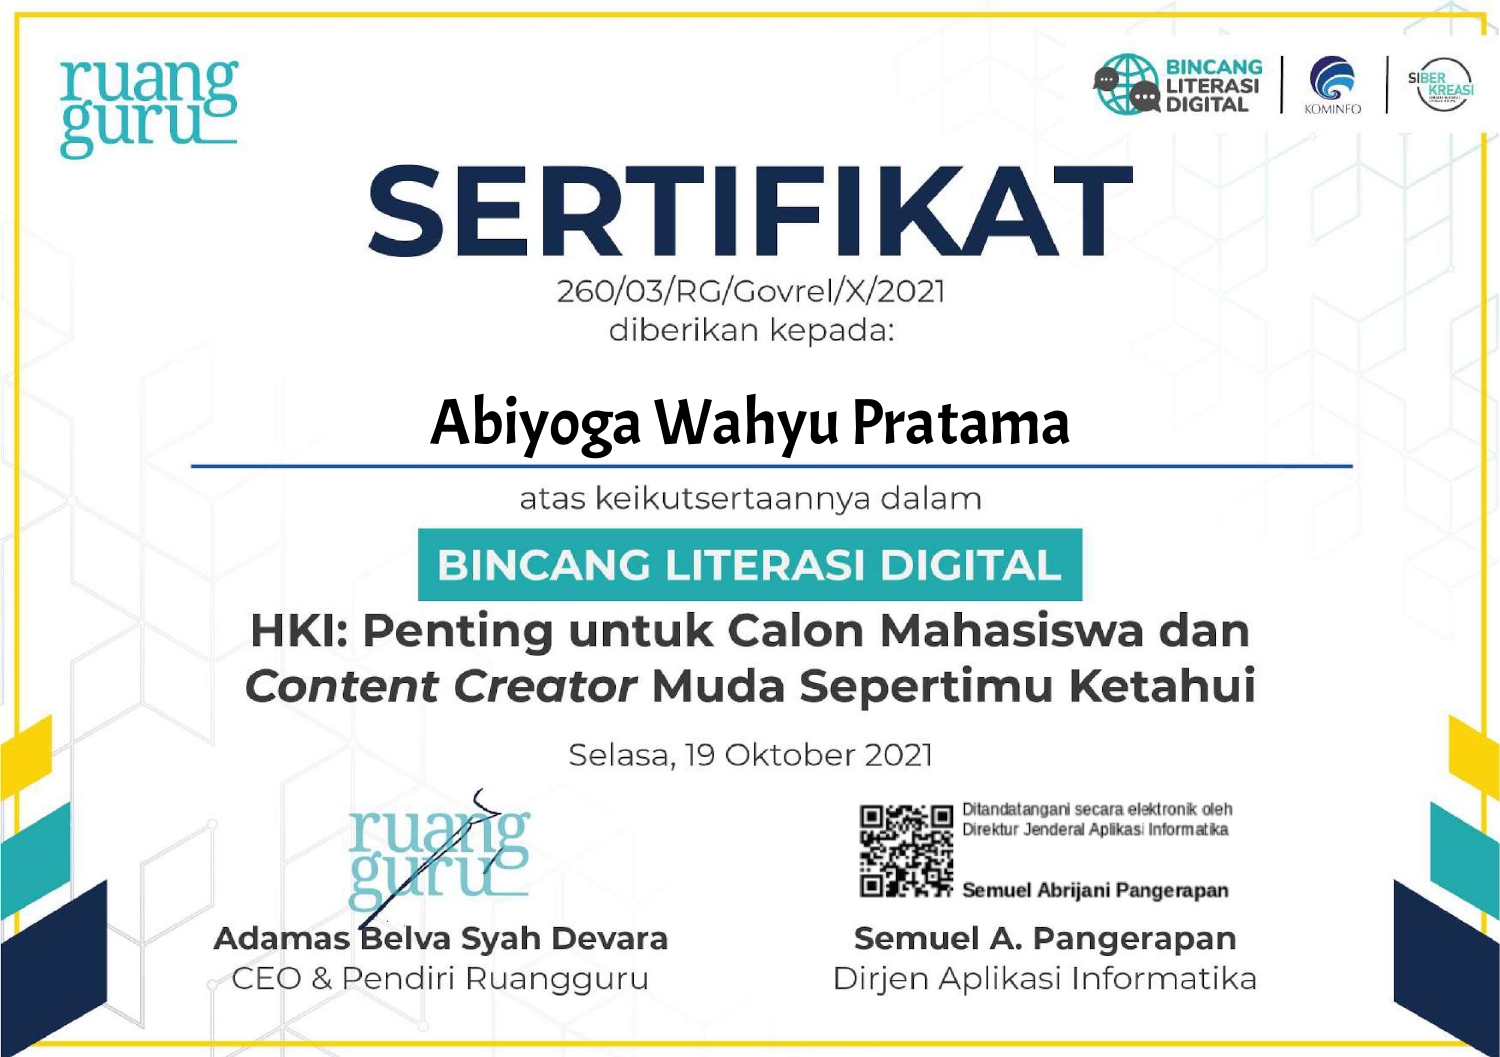 ruang
guru
BINCANG
LITERASI
DIGITAL
KOMINFO
SIBER
KREASI
SERTIFIKAT
260/03/RG/Govrel/X/2021
diberikan kepada:
Abiyoga Wahyu Pratama
atas keikutsertaannya dalam
BINCANG LITERASI DIGITAL
HKI: Penting untuk Calon Mahasiswa dan
Content Creator Muda Sepertimu Ketahui
Selasa, 19 Oktober 2021
ruang
guru
Adamas Belva Syah Devara
CEO & Pendiri Ruangguru
Ditandatangani secara elektronik oleh
Direktur Jenderal Aplikasi Informatika
Semuel Abrijani Pangerapan
Semuel A. Pangerapan
Dirjen Aplikasi Informatika